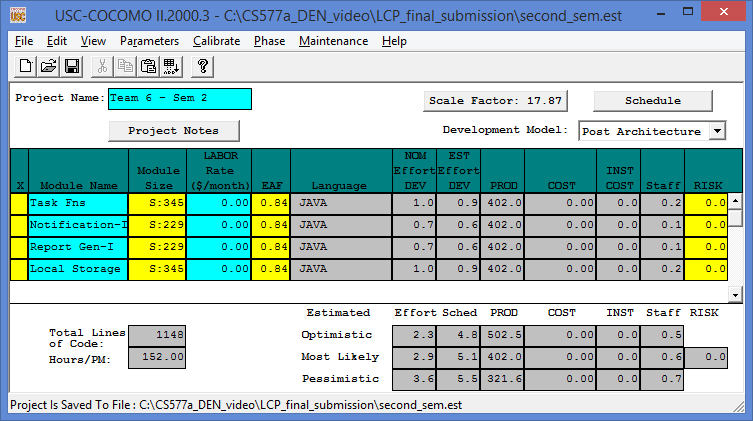 USC-COCOMO II.2000.3 - C:\CS577a_DEN_video\LCP_final_submission\second_sem.est
File Edit View Parameters Calibrate Phase Maintenance Help
Project Name: Team 6 - Sem 2
Scale Factor: 17.87 Schedule
Project Notes
Development Model: Post Architecture
X Module Name Module Size LABOR Rate ($/month) EAF Language NOM Effort DEV EST Effort DEV PROD COST INST COST Staff RISK
Task Fns S:345 0.00 0.84 JAVA 1.0 0.9 402.0 0.00 0.0 0.2 0.0
Notification-I S:229 0.00 0.84 JAVA 0.7 0.6 402.0 0.00 0.0 0.1 0.0
Report Gen-I S:229 0.00 0.84 JAVA 0.7 0.6 402.0 0.00 0.0 0.1 0.0
Local Storage S:345 0.00 0.84 JAVA 1.0 0.9 402.0 0.00 0.0 0.2 0.0
Total Lines of Code: 1148
Hours/PM: 152.00
Estimated Effort Sched PROD COST INST Staff RISK
Optimistic 2.3 4.8 502.5 0.00 0.0 0.5
Most Likely 2.9 5.1 402.0 0.00 0.0 0.6 0.0
Pessimistic 3.6 5.5 321.6 0.00 0.0 0.7
Project Is Saved To File : C:\CS577a_DEN_video\LCP_final_submission\second_sem.est